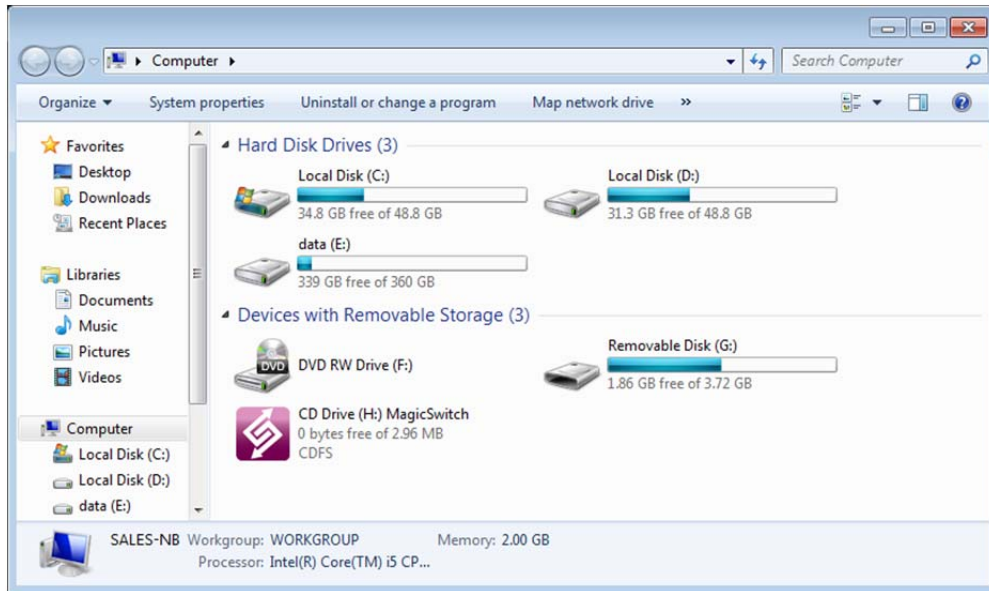 Computer
Search Computer
Organize
System properties
Uninstall or change a program
Map network drive
»
Favorites
Desktop
Downloads
Recent Places
Libraries
Documents
Music
Pictures
Videos
Computer
Local Disk (C:)
Local Disk (D:)
data (E:)
Hard Disk Drives (3)
Local Disk (C:)
34.8 GB free of 48.8 GB
Local Disk (D:)
31.3 GB free of 48.8 GB
data (E:)
339 GB free of 360 GB
Devices with Removable Storage (3)
DVD
DVD RW Drive (F:)
Removable Disk (G:)
1.86 GB free of 3.72 GB
CD Drive (H:) MagicSwitch
0 bytes free of 2.96 MB
CDFS
SALES-NB Workgroup: WORKGROUP Memory: 2.00 GB
Processor: Intel(R) Core(TM) i5 CP...